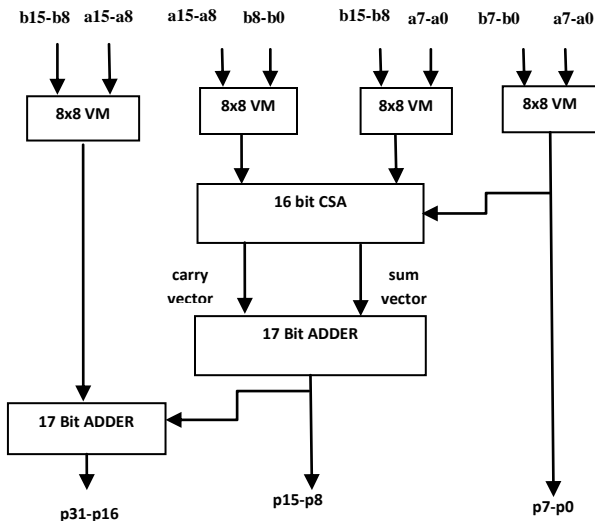 b15-b8 a15-a8 a15-a8 b8-b0 b15-b8 a7-a0 b7-b0 a7-a0
8x8 VM 8x8 VM 8x8 VM 8x8 VM
16 bit CSA
carry vector
sum vector
17 Bit ADDER
17 Bit ADDER
p31-p16 p15-p8 p7-p0